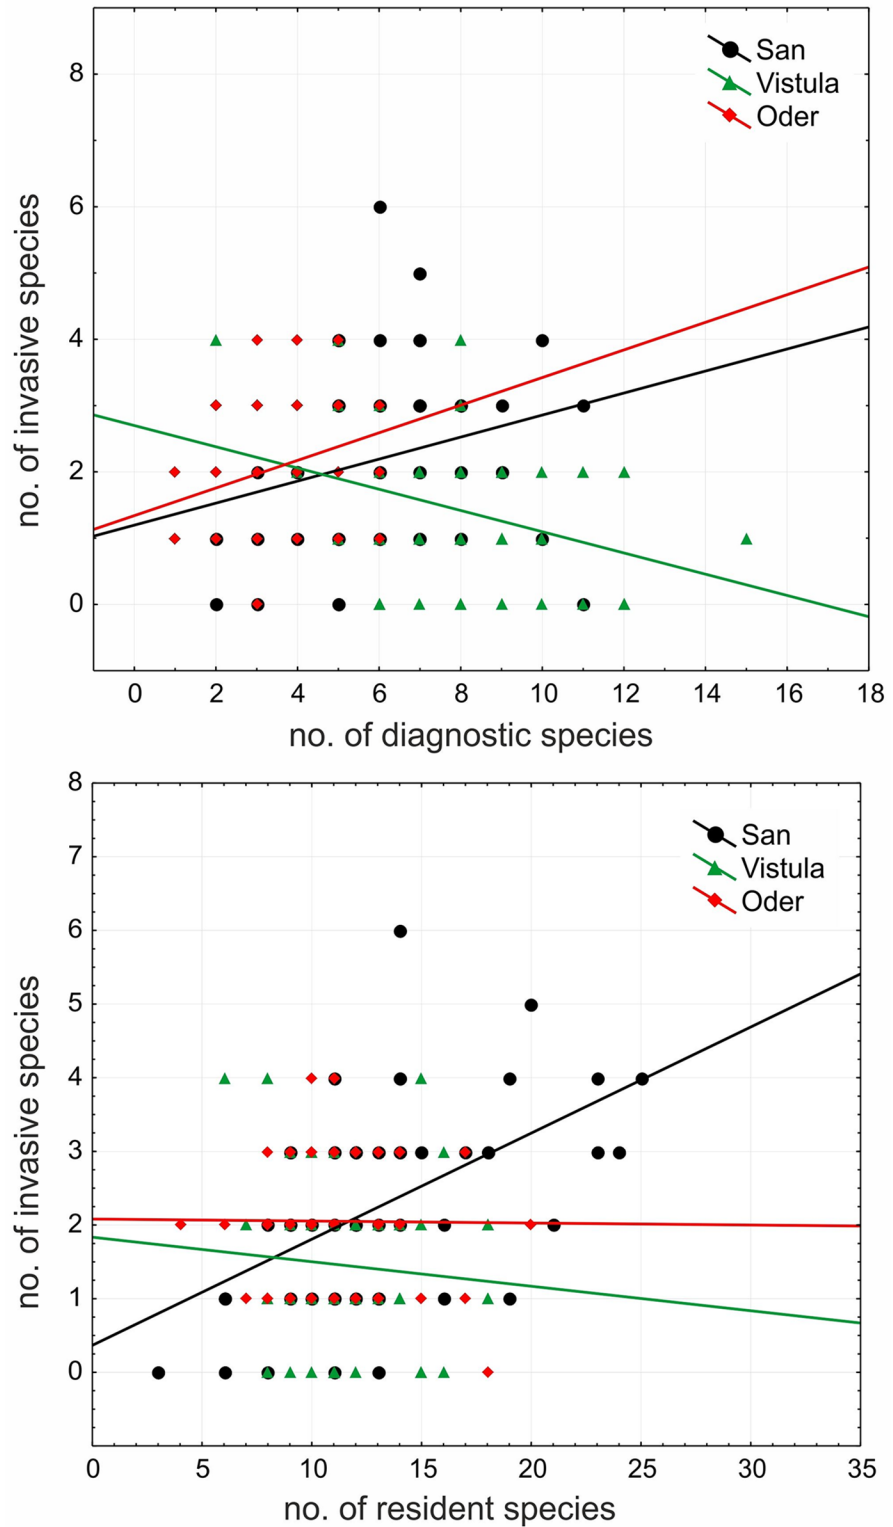 San
Vistula
Oder
8
6
4
2
0
no. of invasive species
0 2 4 6 8 10 12 14 16 18
no. of diagnostic species
8
7
6
5
4
3
2
1
0
San
Vistula
Oder
no. of invasive species
0 5 10 15 20 25 30 35
no. of resident species